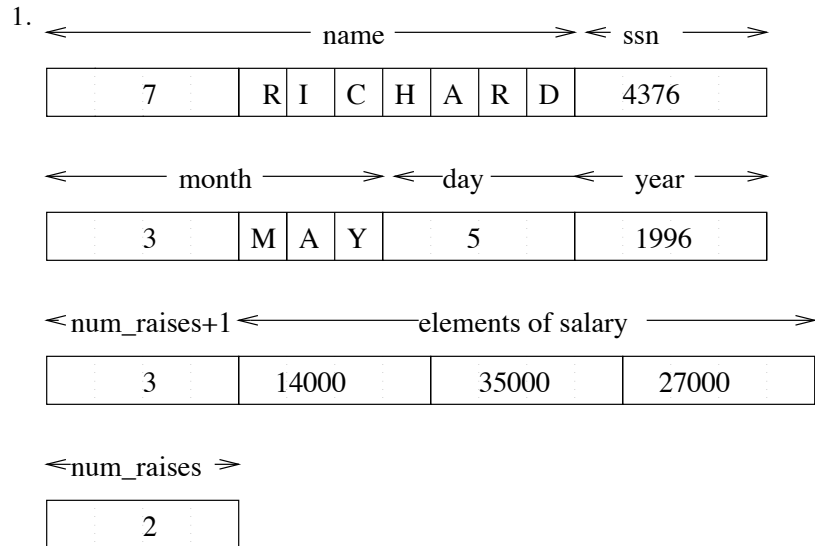 1.
name ssn
7 R I C H A R D 4376
month day year
3 M A Y 5 1996
num_raises+1 elements of salary
3 14000 35000 27000
num_raises
2